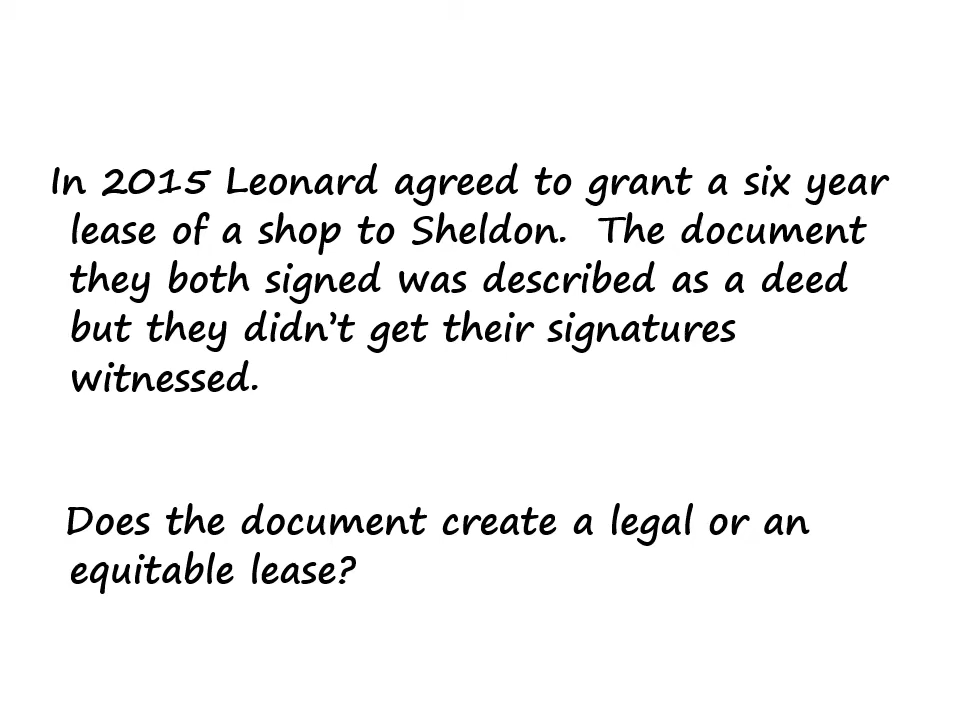 In 2015 Leonard agreed to grant a six year
lease of a shop to Sheldon. The document
they both signed was described as a deed
but they didn’t get their signatures
witnessed.
Does the document create a legal or an
equitable lease?